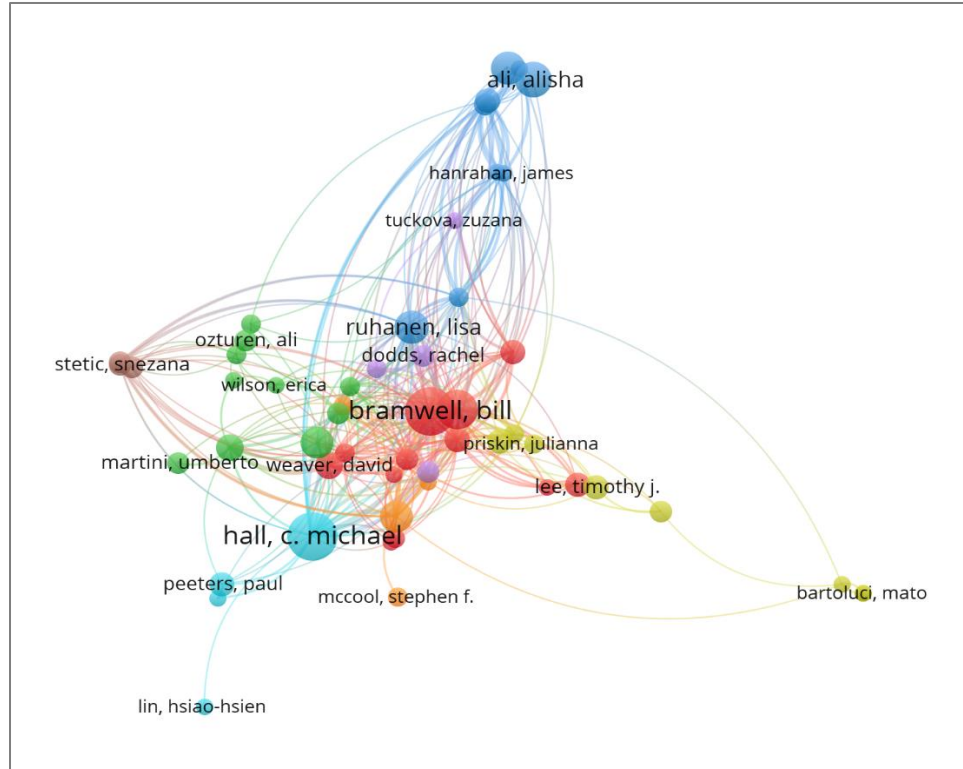 ali, alisha
hanrahan, james
tuckova, zuzana
ruhanen, lisa
ozturen, ali
dodds, rachel
stetic, snezana
wilson, erica
bramwell, bill
priskin, julianna
martini, umberto
weaver, david
lee, timothy j.
hall, c. michael
peeters, paul
mccool, stephen f.
bartoluci, mato
lin, hsiao-hsien